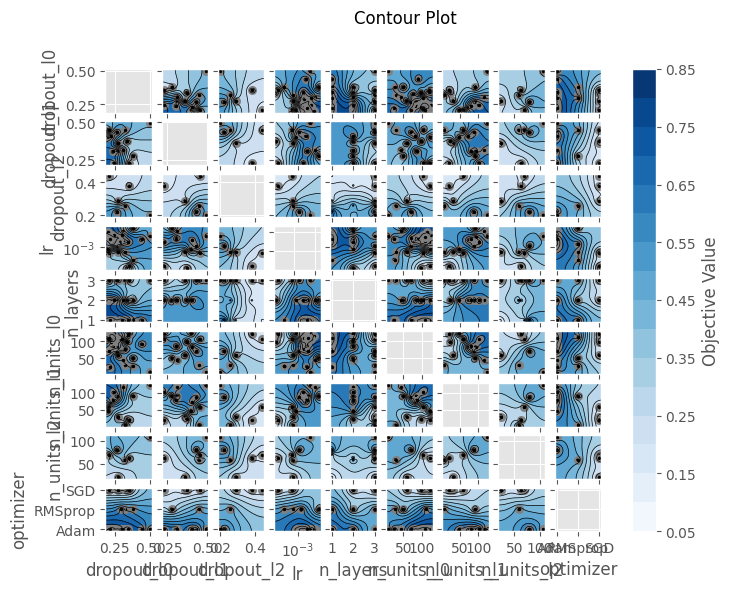 Contour Plot
dropout_l0
0.50
0.25
dropout_l1
0.50
0.25
dropout_l2
0.4
0.2
lr
10⁻³
n_layers
3
2
1
n_units_l0
100
50
n_units_l1
100
50
n_units_l2
100
50
optimizer
SGD
RMSprop
Adam
0.25 0.50 0.25 0.50 0.2 0.4 10⁻³ 1 2 3 50 100 50 100 50 100 Adam RMSprop SGD
dropout_l0 dropout_l1 dropout_l2 lr n_layers n_units_l0 n_units_l1 n_units_l2 optimizer
0.85
0.75
0.65
0.55
0.45
0.35
0.25
0.15
0.05
Objective Value